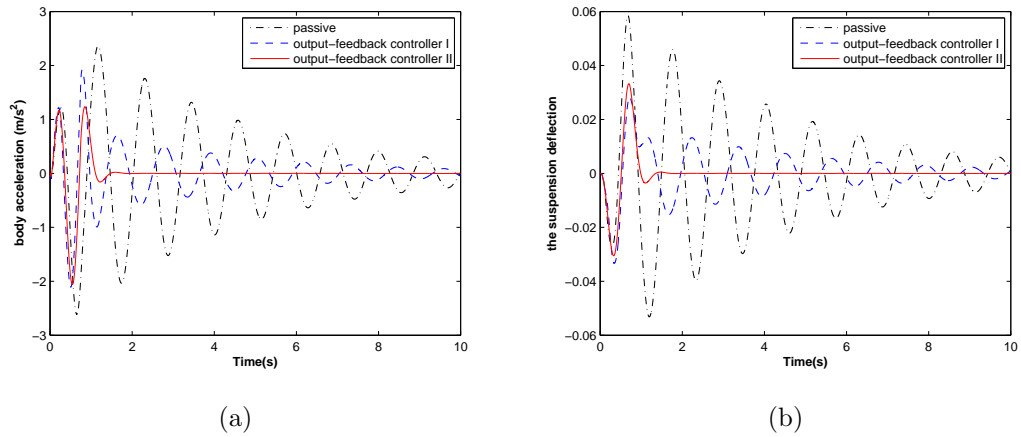 3
2
1
0
−1
−2
−3
body acceleration (m/s²)
passive
output−feedback controller I
output−feedback controller II
0 2 4 6 8 10
Time(s)
(a)
0.06
0.04
0.02
0
−0.02
−0.04
−0.06
the suspension deflection
passive
output−feedback controller I
output−feedback controller II
0 2 4 6 8 10
Time(s)
(b)